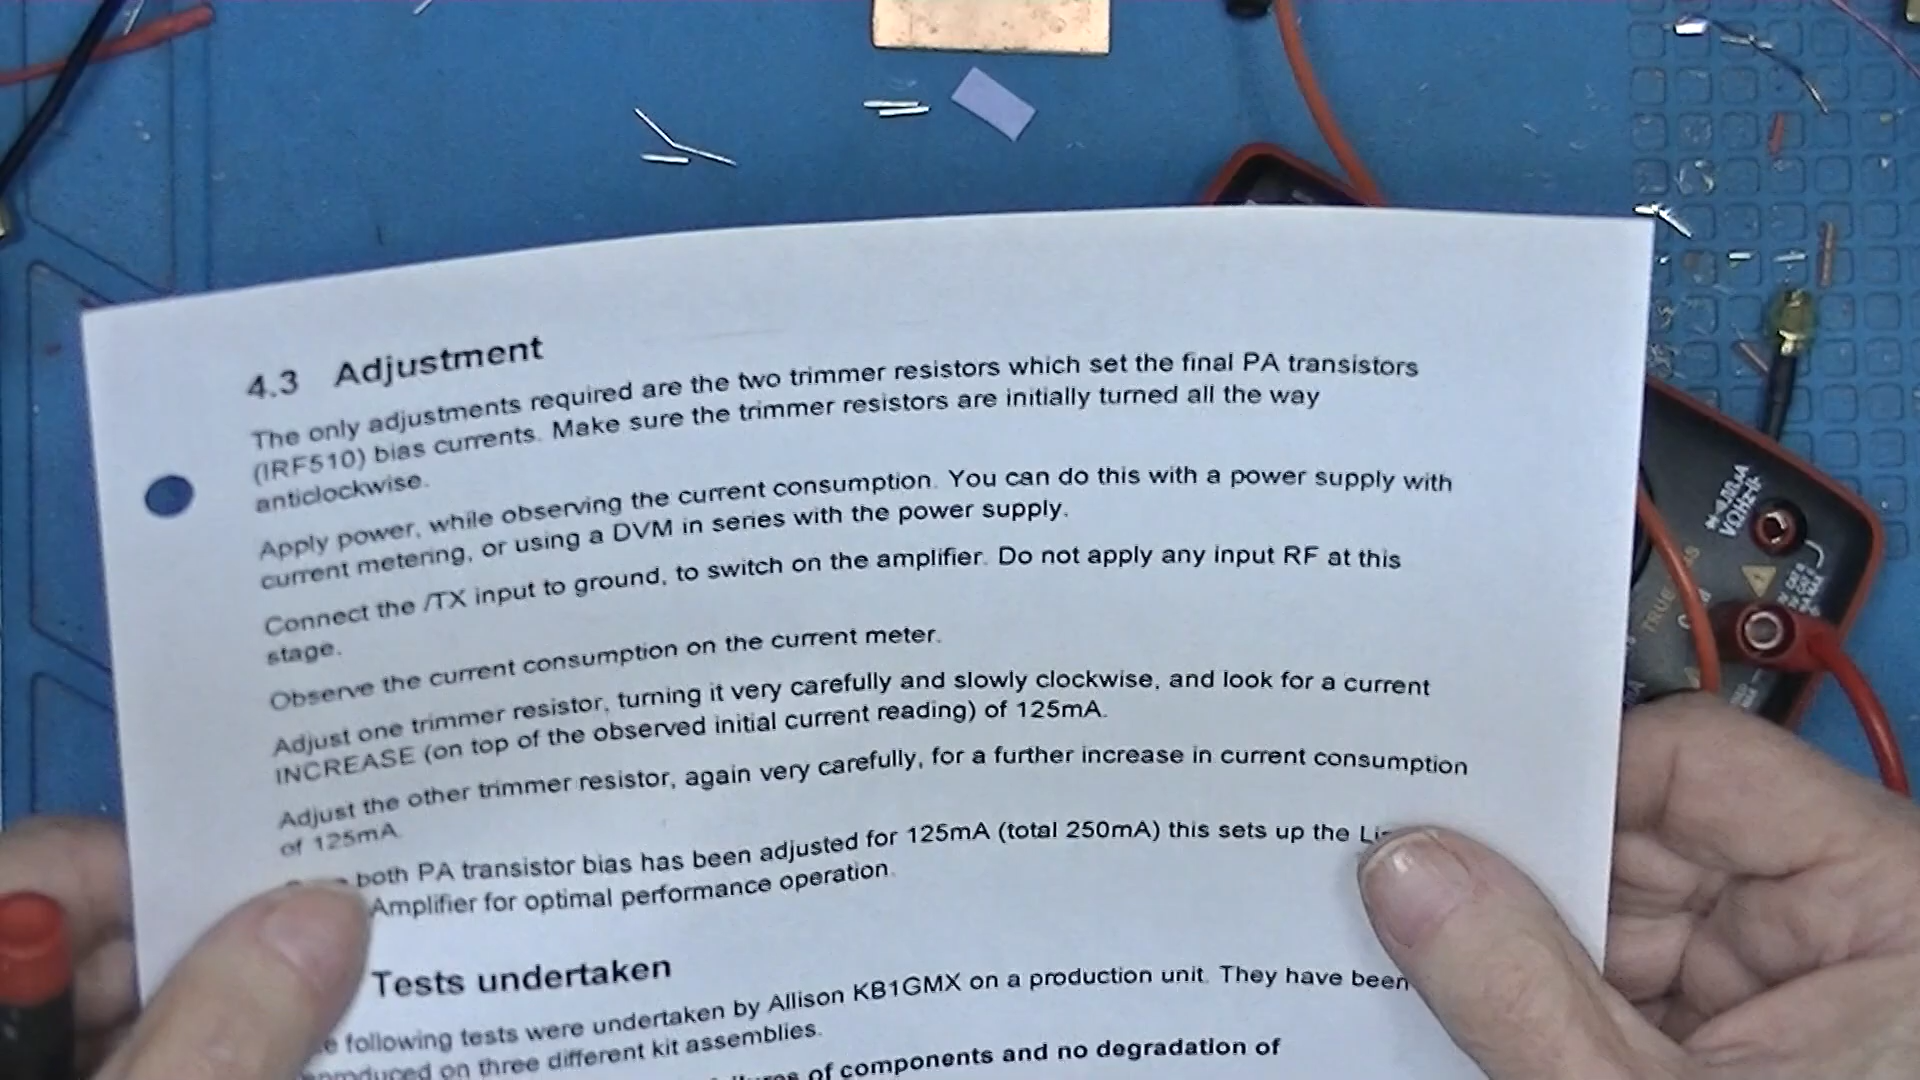 4.3 Adjustment
The only adjustments required are the two trimmer resistors which set the final PA transistors
(IRF510) bias currents. Make sure the trimmer resistors are initially turned all the way
anticlockwise.
Apply power, while observing the current consumption. You can do this with a power supply with
current metering, or using a DVM in series with the power supply.
Connect the /TX input to ground, to switch on the amplifier. Do not apply any input RF at this
stage.
Observe the current consumption on the current meter.
Adjust one trimmer resistor, turning it very carefully and slowly clockwise, and look for a current
INCREASE (on top of the observed initial current reading) of 125mA.
Adjust the other trimmer resistor, again very carefully, for a further increase in current consumption
of 125mA.
both PA transistor bias has been adjusted for 125mA (total 250mA) this sets up the
Amplifier for optimal performance operation.
Tests undertaken
following tests were undertaken by Allison KB1GMX on a production unit. They have been
on three different kit assemblies.
of components and no degradation of
TRUE